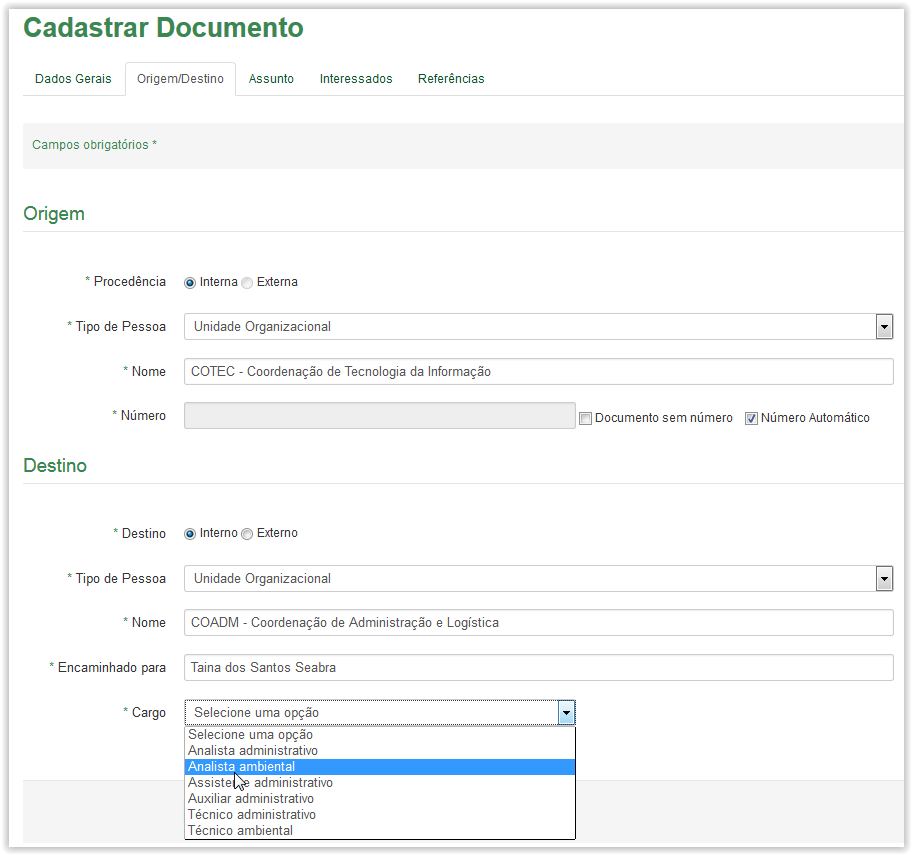 Cadastrar Documento
Dados Gerais Origem/Destino Assunto Interessados Referências
Campos obrigatórios *
Origem
* Procedência Interna Externa
* Tipo de Pessoa Unidade Organizacional
* Nome COTEC - Coordenação de Tecnologia da Informação
* Número Documento sem número Número Automático
Destino
* Destino Interno Externo
* Tipo de Pessoa Unidade Organizacional
* Nome COADM - Coordenação de Administração e Logística
* Encaminhado para Taina dos Santos Seabra
* Cargo Selecione uma opção
Selecione uma opção
Analista administrativo
Analista ambiental
Assistente administrativo
Auxiliar administrativo
Técnico administrativo
Técnico ambiental